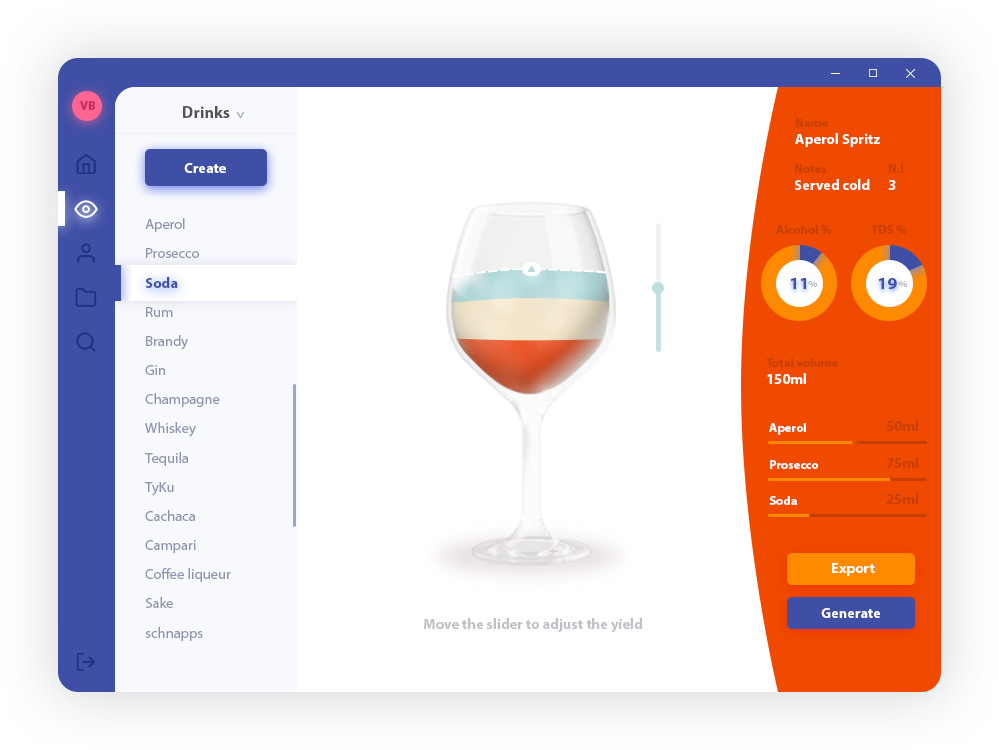 VB
Drinks
Create
Aperol
Prosecco
Soda
Rum
Brandy
Gin
Champagne
Whiskey
Tequila
TyKu
Cachaca
Campari
Coffee liqueur
Sake
schnapps
Move the slider to adjust the yield
Name
Aperol Spritz
Notes N.I
Served cold 3
Alcohol % TDS %
11% 19%
Total volume
150ml
Aperol 50ml
Prosecco 75ml
Soda 25ml
Export
Generate